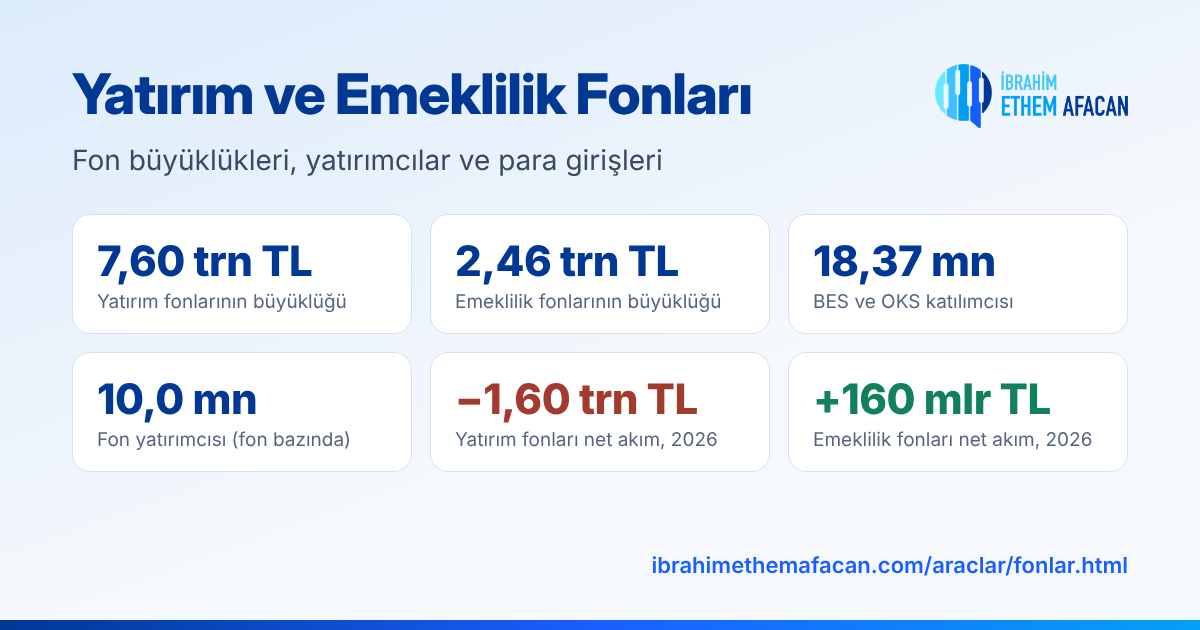 Yatırım ve Emeklilik Fonları
İBRAHİM
ETHEM AFACAN
Fon büyüklükleri, yatırımcılar ve para girişleri
7,60 trn TL
Yatırım fonlarının büyüklüğü
2,46 trn TL
Emeklilik fonlarının büyüklüğü
18,37 mn
BES ve OKS katılımcısı
10,0 mn
Fon yatırımcısı (fon bazında)
−1,60 trn TL
Yatırım fonları net akım, 2026
+160 mlr TL
Emeklilik fonları net akım, 2026
ibrahimethemafacan.com/araclar/fonlar.html